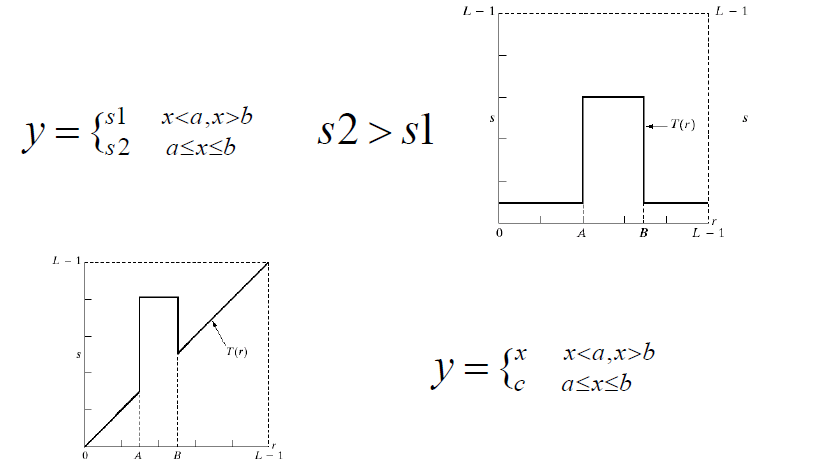 y = { s1 x<a,x>b
s2 a≤x≤b
s2 > s1
L − 1
L − 1
s
T(r)
s
0 A B L − 1 r
L − 1
s
T(r)
0 A B L − 1 r
y = { x x<a,x>b
c a≤x≤b